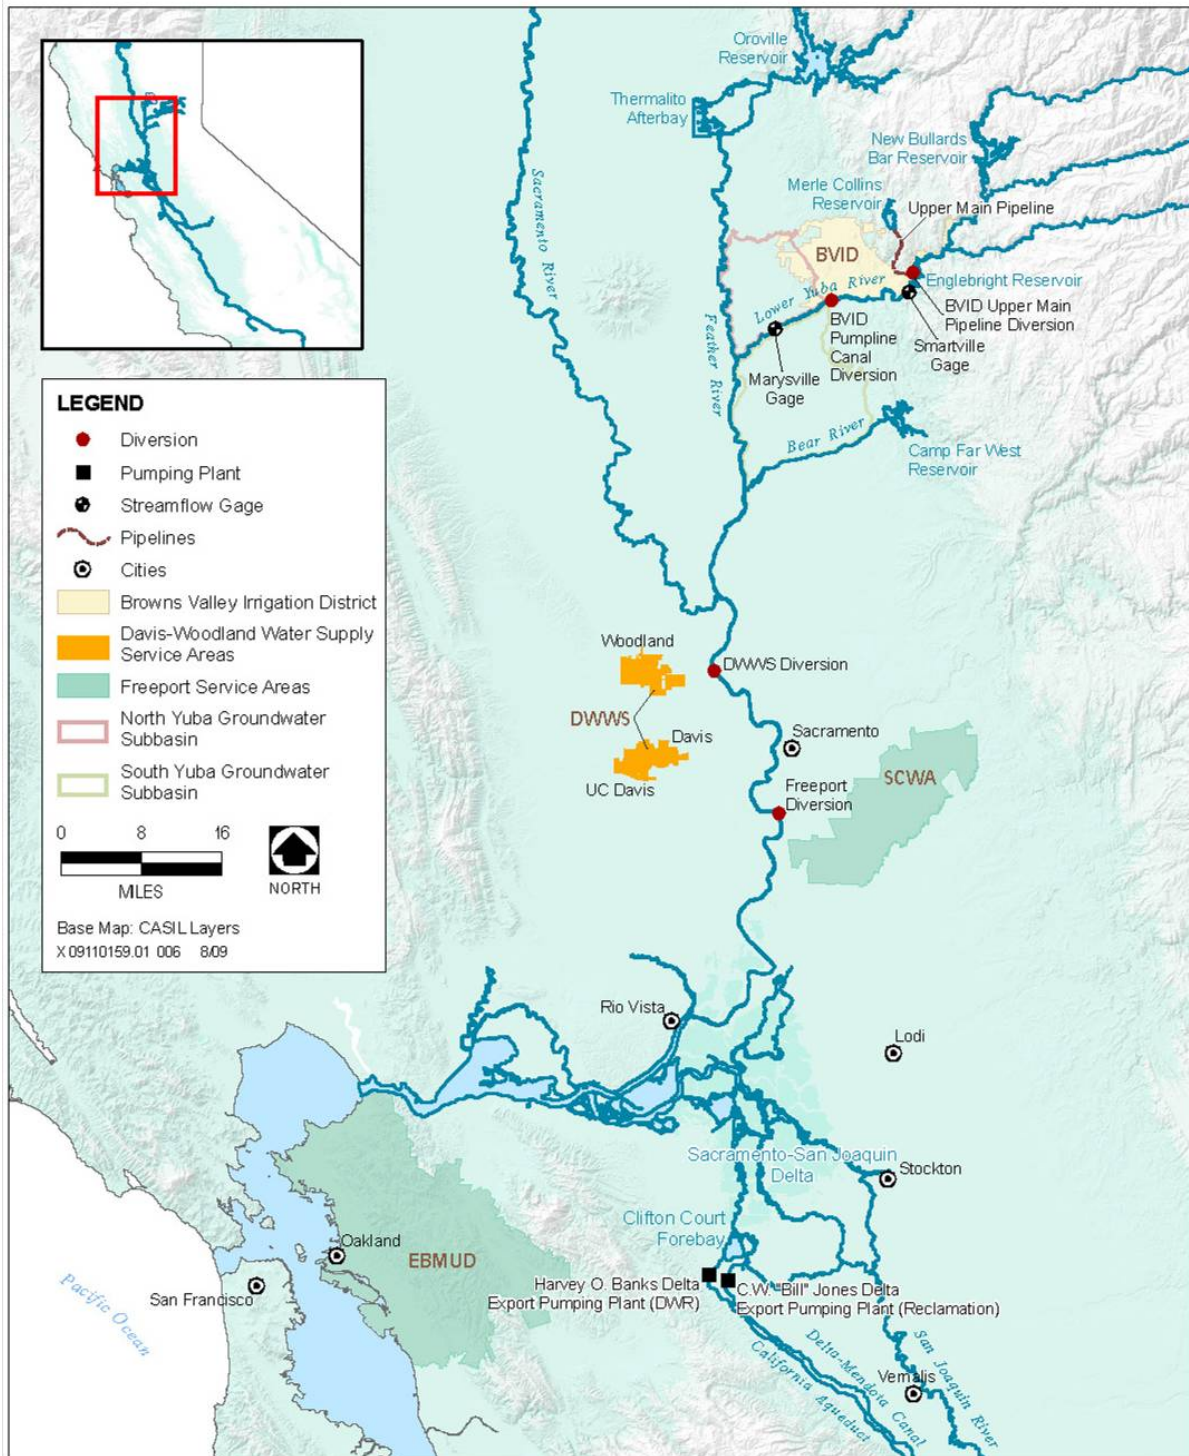 Oroville
Reservoir
Thermalito
Afterbay
New Bullards
Bar Reservoir
Merle Collins
Reservoir
Upper Main Pipeline
Sacramento River
BVID
Englebright Reservoir
Lower Yuba River
BVID Upper Main
Pipeline Diversion
BVID
Pumpline
Canal
Diversion
Smartville
Gage
Marysville
Gage
Feather River
Bear River
Camp Far West
Reservoir
LEGEND
Diversion
Pumping Plant
Streamflow Gage
Pipelines
Cities
Browns Valley Irrigation District
Davis-Woodland Water Supply
Service Areas
Freeport Service Areas
North Yuba Groundwater
Subbasin
South Yuba Groundwater
Subbasin
0 8 16
MILES
NORTH
Base Map: CASIL Layers
X 09110159.01 006 8/09
Woodland
DWWS Diversion
DWWS
Davis
UC Davis
Sacramento
SCWA
Freeport
Diversion
Rio Vista
Lodi
Sacramento-San Joaquin
Delta
Stockton
Clifton Court
Forebay
Oakland
EBMUD
San Francisco
Pacific Ocean
Harvey O. Banks Delta
Export Pumping Plant (DWR)
C.W. "Bill" Jones Delta
Export Pumping Plant (Reclamation)
California Aqueduct
Delta-Mendota Canal
San Joaquin River
Vernalis